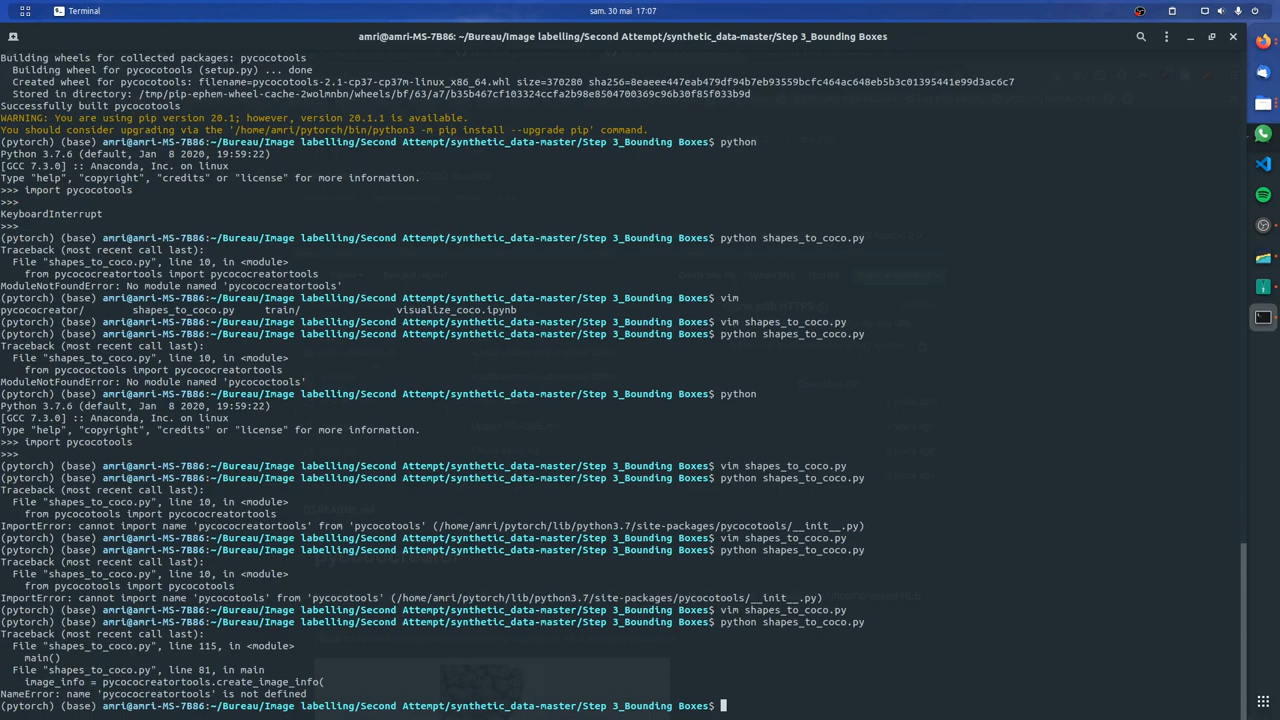 Terminal
sam. 30 mai 17:07
amri@amri-MS-7B86: ~/Bureau/Image labelling/Second Attempt/synthetic_data-master/Step 3_Bounding Boxes
Building wheels for collected packages: pycocotools
Building wheel for pycocotools (setup.py) ... done
Created wheel for pycocotools: filename=pycocotools-2.1-cp37-cp37m-linux_x86_64.whl size=370280 sha256=8eaeee447eab479df94b7eb93559bcfc464ac648eb5b3c01395441e99d3ac6c7
Stored in directory: /tmp/pip-ephem-wheel-cache-2wolmnbn/wheels/bf/63/a7/b35b467cf103324ccfa2b98e8504700369c96b30f85f033b9d
Successfully built pycocotools
WARNING: You are using pip version 20.1; however, version 20.1.1 is available.
You should consider upgrading via the '/home/amri/pytorch/bin/python3 -m pip install --upgrade pip' command.
(pytorch) (base) amri@amri-MS-7B86:~/Bureau/Image labelling/Second Attempt/synthetic_data-master/Step 3_Bounding Boxes$ python
Python 3.7.6 (default, Jan  8 2020, 19:59:22)
[GCC 7.3.0] :: Anaconda, Inc. on linux
Type "help", "copyright", "credits" or "license" for more information.
>>> import pycocotools
>>>
KeyboardInterrupt
>>>
(pytorch) (base) amri@amri-MS-7B86:~/Bureau/Image labelling/Second Attempt/synthetic_data-master/Step 3_Bounding Boxes$ python shapes_to_coco.py
Traceback (most recent call last):
File "shapes_to_coco.py", line 10, in <module>
from pycococreatortools import pycococreatortools
ModuleNotFoundError: No module named 'pycococreatortools'
(pytorch) (base) amri@amri-MS-7B86:~/Bureau/Image labelling/Second Attempt/synthetic_data-master/Step 3_Bounding Boxes$ vim
pycococreator/ shapes_to_coco.py train/ visualize_coco.ipynb
(pytorch) (base) amri@amri-MS-7B86:~/Bureau/Image labelling/Second Attempt/synthetic_data-master/Step 3_Bounding Boxes$ vim shapes_to_coco.py
(pytorch) (base) amri@amri-MS-7B86:~/Bureau/Image labelling/Second Attempt/synthetic_data-master/Step 3_Bounding Boxes$ python shapes_to_coco.py
Traceback (most recent call last):
File "shapes_to_coco.py", line 10, in <module>
from pycocotools import pycococreatortools
ModuleNotFoundError: No module named 'pycocotools'
(pytorch) (base) amri@amri-MS-7B86:~/Bureau/Image labelling/Second Attempt/synthetic_data-master/Step 3_Bounding Boxes$ python
Python 3.7.6 (default, Jan  8 2020, 19:59:22)
[GCC 7.3.0] :: Anaconda, Inc. on linux
Type "help", "copyright", "credits" or "license" for more information.
>>> import pycocotools
>>>
(pytorch) (base) amri@amri-MS-7B86:~/Bureau/Image labelling/Second Attempt/synthetic_data-master/Step 3_Bounding Boxes$ vim shapes_to_coco.py
(pytorch) (base) amri@amri-MS-7B86:~/Bureau/Image labelling/Second Attempt/synthetic_data-master/Step 3_Bounding Boxes$ python shapes_to_coco.py
Traceback (most recent call last):
File "shapes_to_coco.py", line 10, in <module>
from pycocotools import pycococreatortools
ImportError: cannot import name 'pycococreatortools' from 'pycocotools' (/home/amri/pytorch/lib/python3.7/site-packages/pycocotools/__init__.py)
(pytorch) (base) amri@amri-MS-7B86:~/Bureau/Image labelling/Second Attempt/synthetic_data-master/Step 3_Bounding Boxes$ vim shapes_to_coco.py
(pytorch) (base) amri@amri-MS-7B86:~/Bureau/Image labelling/Second Attempt/synthetic_data-master/Step 3_Bounding Boxes$ python shapes_to_coco.py
Traceback (most recent call last):
File "shapes_to_coco.py", line 10, in <module>
from pycocotools import pycocotools
ImportError: cannot import name 'pycocotools' from 'pycocotools' (/home/amri/pytorch/lib/python3.7/site-packages/pycocotools/__init__.py)
(pytorch) (base) amri@amri-MS-7B86:~/Bureau/Image labelling/Second Attempt/synthetic_data-master/Step 3_Bounding Boxes$ vim shapes_to_coco.py
(pytorch) (base) amri@amri-MS-7B86:~/Bureau/Image labelling/Second Attempt/synthetic_data-master/Step 3_Bounding Boxes$ python shapes_to_coco.py
Traceback (most recent call last):
File "shapes_to_coco.py", line 115, in <module>
main()
File "shapes_to_coco.py", line 81, in main
image_info = pycococreatortools.create_image_info(
NameError: name 'pycococreatortools' is not defined
(pytorch) (base) amri@amri-MS-7B86:~/Bureau/Image labelling/Second Attempt/synthetic_data-master/Step 3_Bounding Boxes$